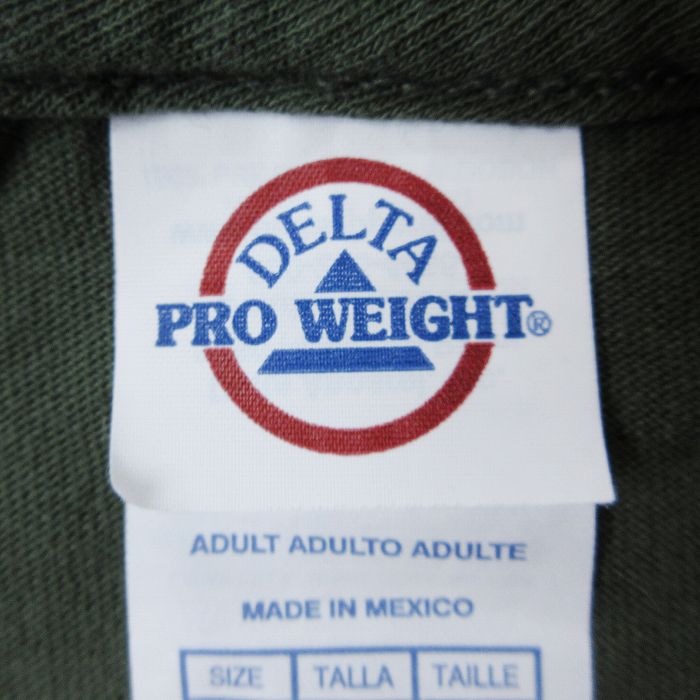 DELTA
PRO WEIGHT®
ADULT ADULTO ADULTE
MADE IN MEXICO
SIZE TALLA TAILLE